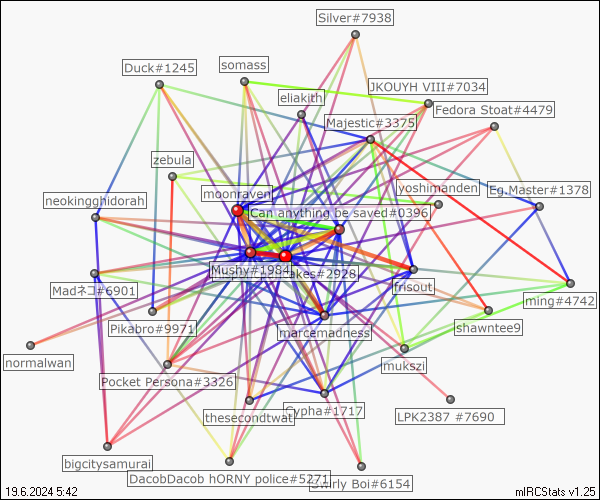 Silver#7938
Duck#1245
somass
JKOUYH VIII#7034
eliakith
Fedora Stoat#4479
Majestic#3375
zebula
moonraven
yoshimanden
Eg.Master#1378
neokingghidorah
Can anything be saved#0396
Mushy#1984
akes#2928
Madネコ#6901
frisout
ming#4742
Pikabro#9971
marcemadness
shawntee9
normalwan
mukszi
Pocket Persona#3326
thesecondtwat
Cypha#1717
LPK2387 #7690
bigcitysamurai
DacobDacob hORNY police#5271
irly Boi#6154
19.6.2024 5:42
mIRCStats v1.25